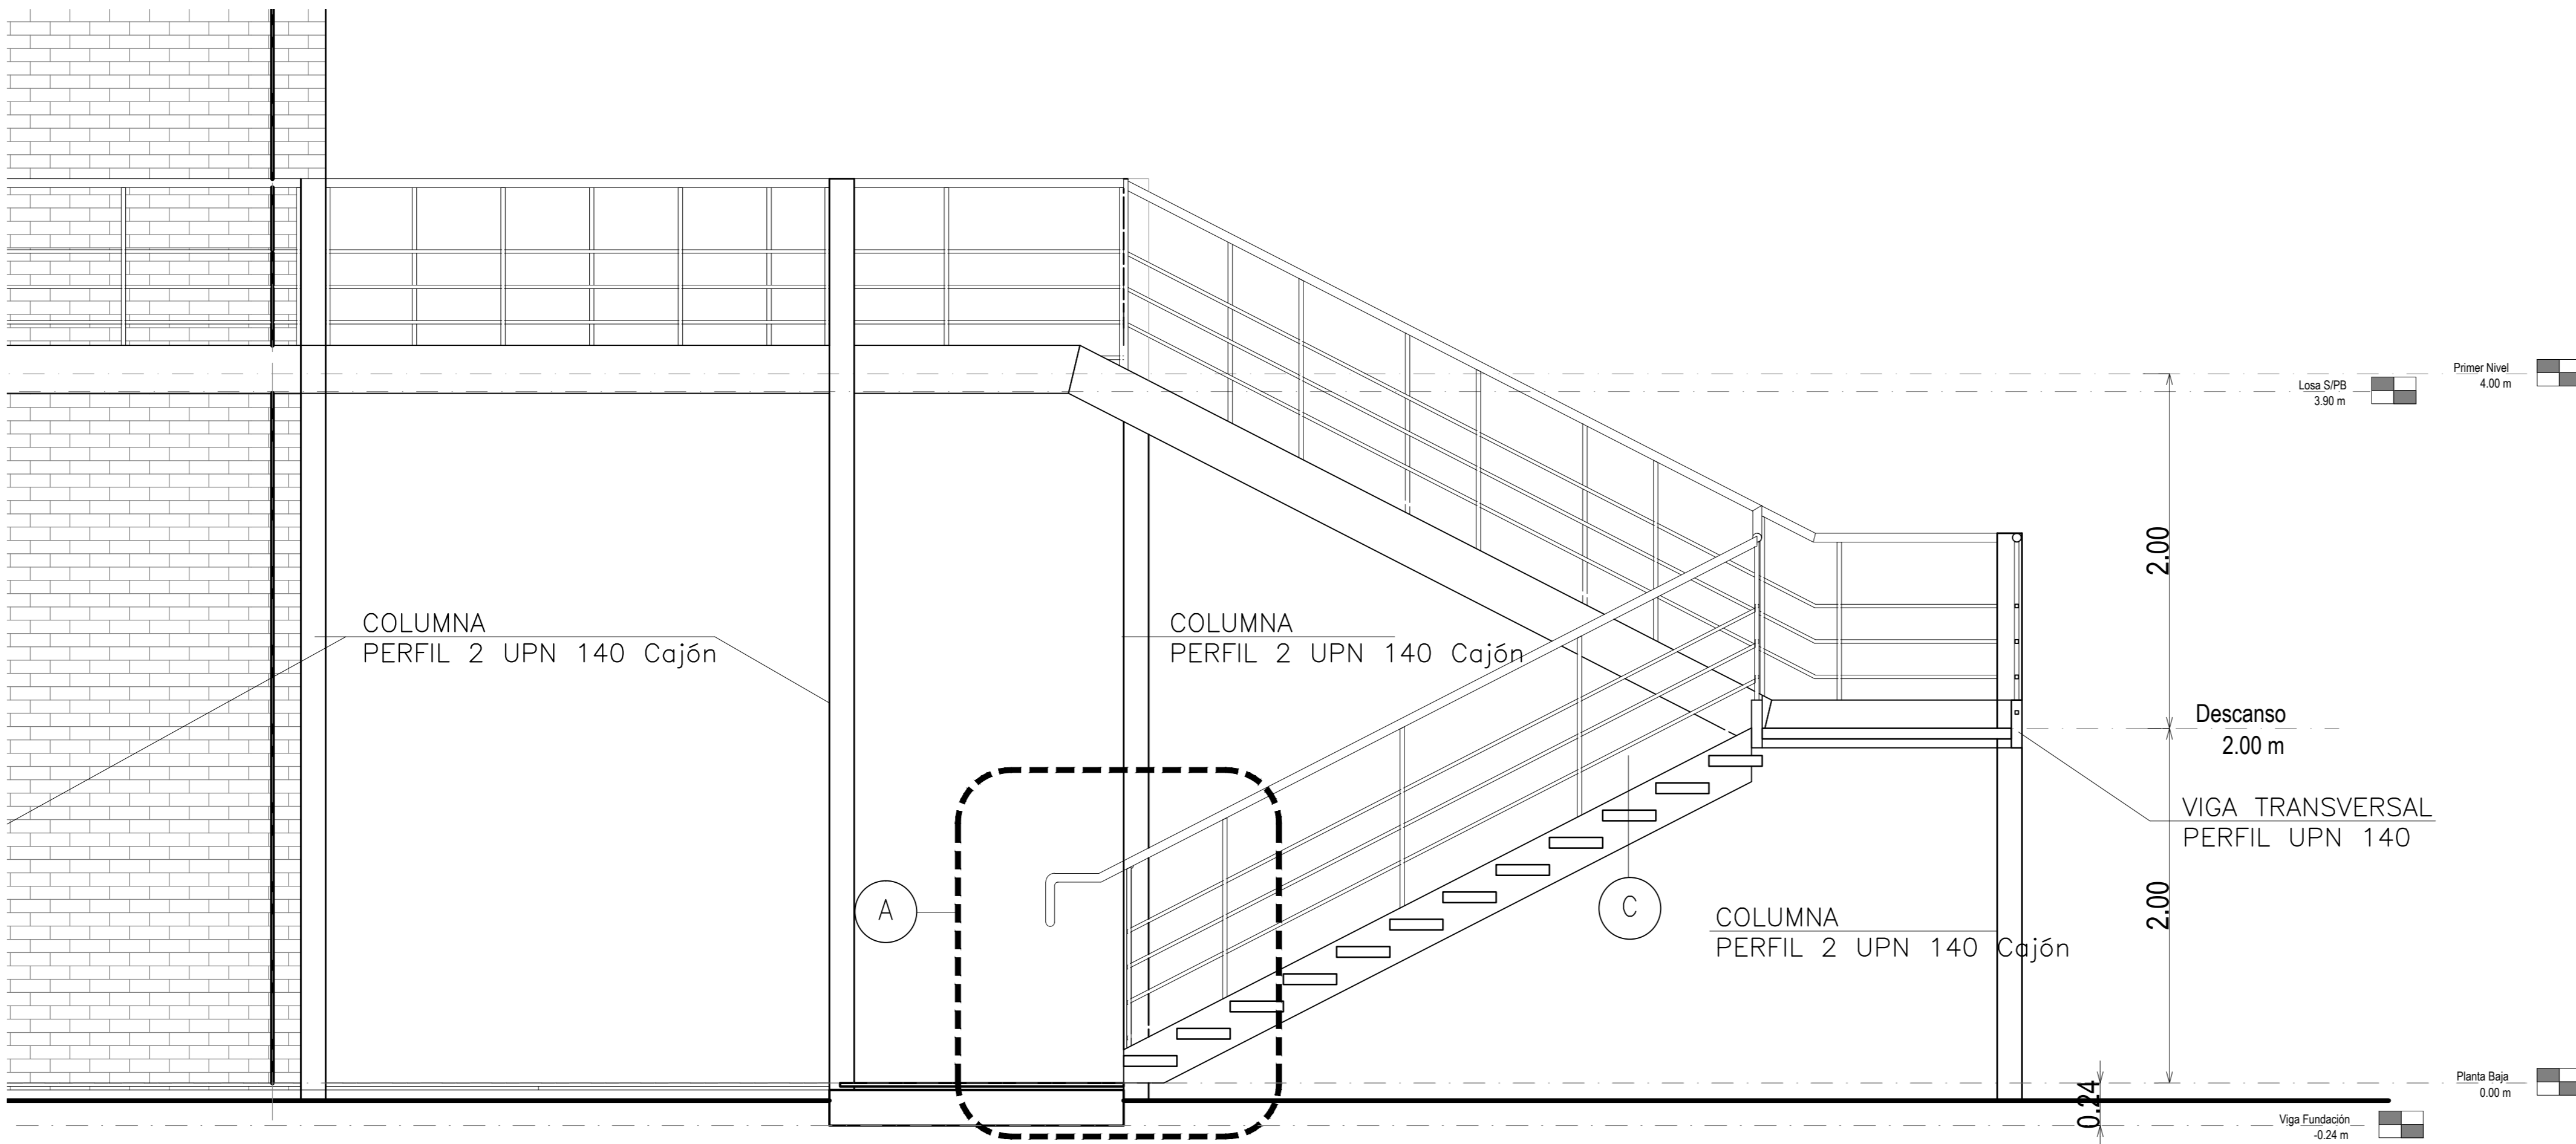 Primer Nivel
4.00 m
Losa S/PB
3.90 m
2.00
COLUMNA
PERFIL 2 UPN 140 Cajón
COLUMNA
PERFIL 2 UPN 140 Cajón
Descanso
2.00 m
VIGA TRANSVERSAL
PERFIL UPN 140
A
C
COLUMNA
PERFIL 2 UPN 140 Cajón
2.00
Planta Baja
0.00 m
0.24
Viga Fundación
-0.24 m